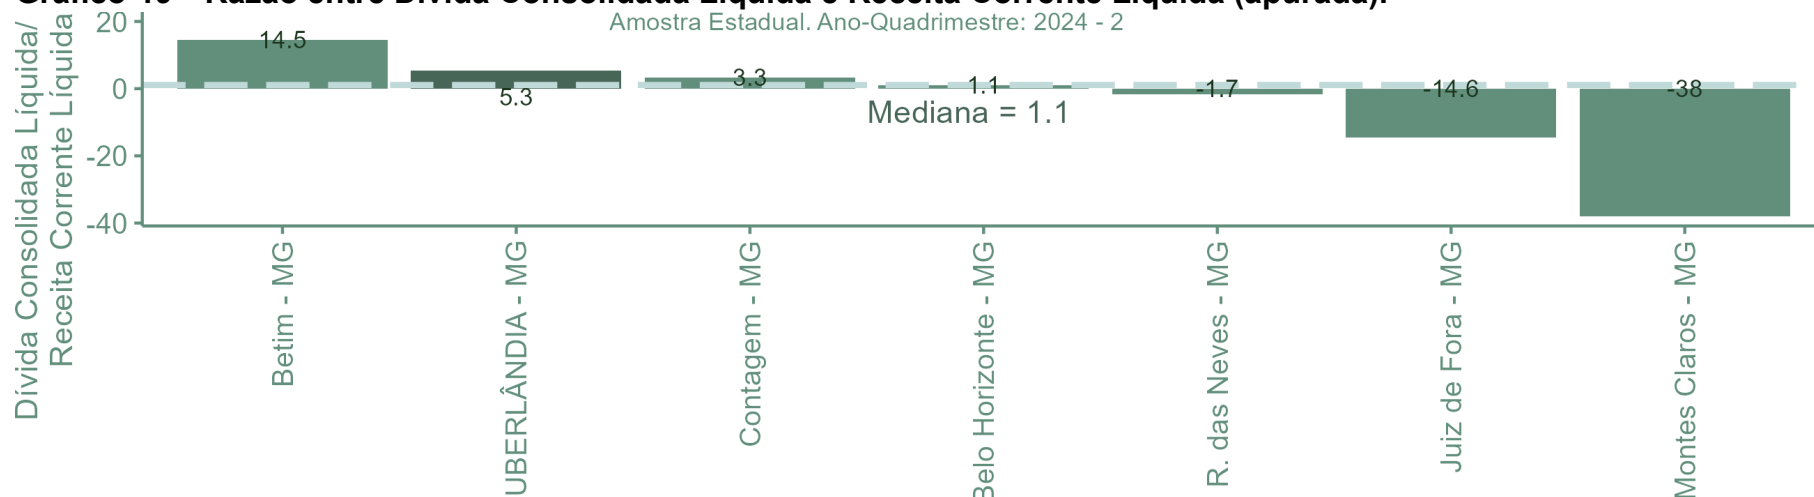 Amostra Estadual. Ano-Quadrimestre: 2024 - 2
Dívida Consolidada Líquida/
Receita Corrente Líquida
20
0
-20
-40
14.5
5.3
3.3
1.1
-1.7
-14.6
-38
Mediana = 1.1
Betim - MG
UBERLÂNDIA - MG
Contagem - MG
Belo Horizonte - MG
R. das Neves - MG
Juiz de Fora - MG
Montes Claros - MG